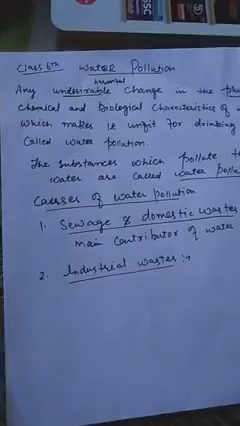 SSC
Class 6th Water Pollution
Any undesirable change in the
harmful
chemical and Biological characteristics of
which makes it unfit for drinking
called water pollution.
The substances which pollute
water are called water
Causes of water pollution
1. Sewage & domestic wastes
main contributor of water
2. Industrial wastes :-